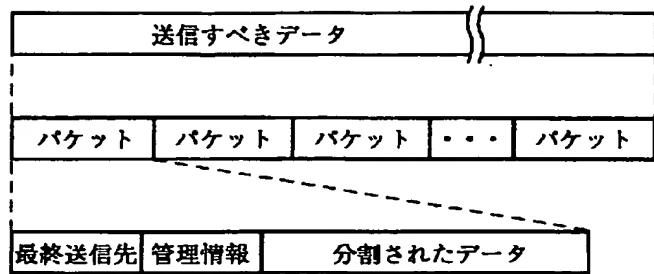 送信すべきデータ
パケット パケット パケット ・・・ パケット
最終送信先 管理情報 分割されたデータ